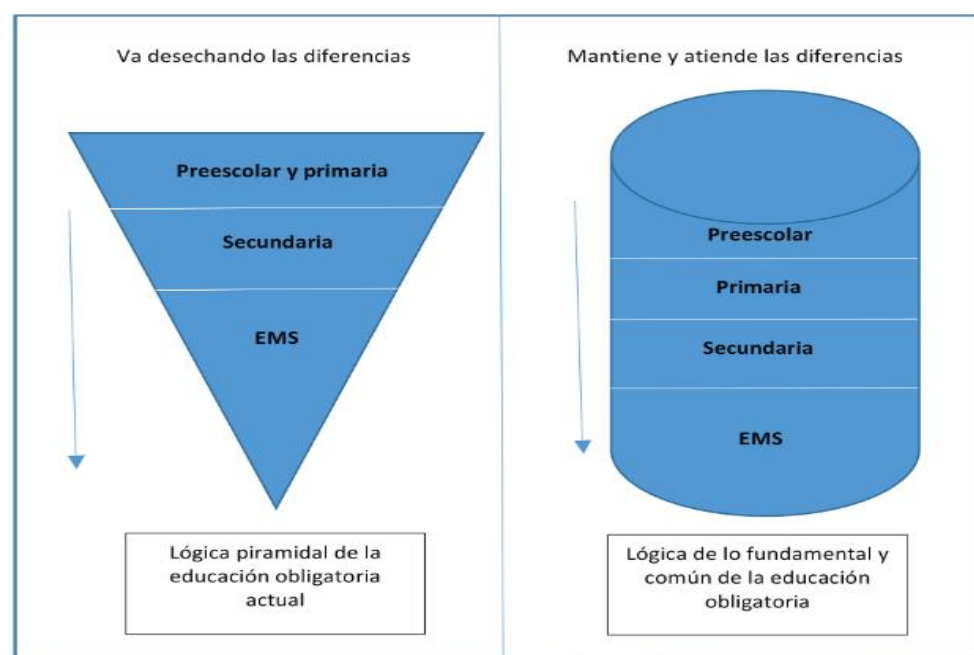 Va desechando las diferencias
Preescolar y primaria
Secundaria
EMS
Lógica piramidal de la
educación obligatoria
actual
Mantiene y atiende las diferencias
Preescolar
Primaria
Secundaria
EMS
Lógica de lo fundamental y
común de la educación
obligatoria